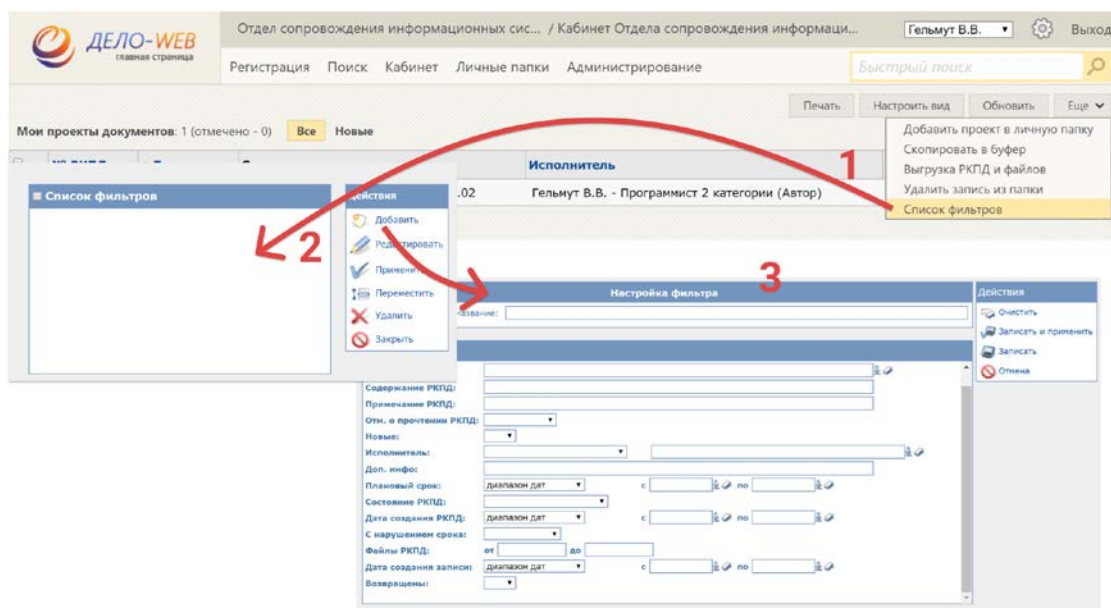 ДЕЛО-WEB
главная страница
Отдел сопровождения информационных сис... / Кабинет Отдела сопровождения информаци...
Гельмут В.В.
Выход
Регистрация Поиск Кабинет Личные папки Администрирование
Быстрый поиск
Печать Настроить вид Обновить Еще
Мои проекты документов: 1 (отмечено - 0) Все Новые
Добавить проект в личную папку
Скопировать в буфер
Выгрузка РКПД и файлов
Удалить запись из папки
Список фильтров
1
Исполнитель
.02 Гельмут В.В. - Программист 2 категории (Автор)
Список фильтров
2
Действия
Добавить
Редактировать
Применить
Переместить
Удалить
Закрыть
3
Настройка фильтра
Действия
Очистить
Записать и применить
Записать
Отмена
Содержание РКПД:
Примечание РКПД:
Отм. о прочтении РКПД:
Новые:
Исполнитель:
Доп. инфо:
Плановый срок: диапазон дат с по
Состояние РКПД:
Дата создания РКПД: диапазон дат с по
С нарушением срока:
Файлы РКПД: от до
Дата создания записи: диапазон дат с по
Возвращены: